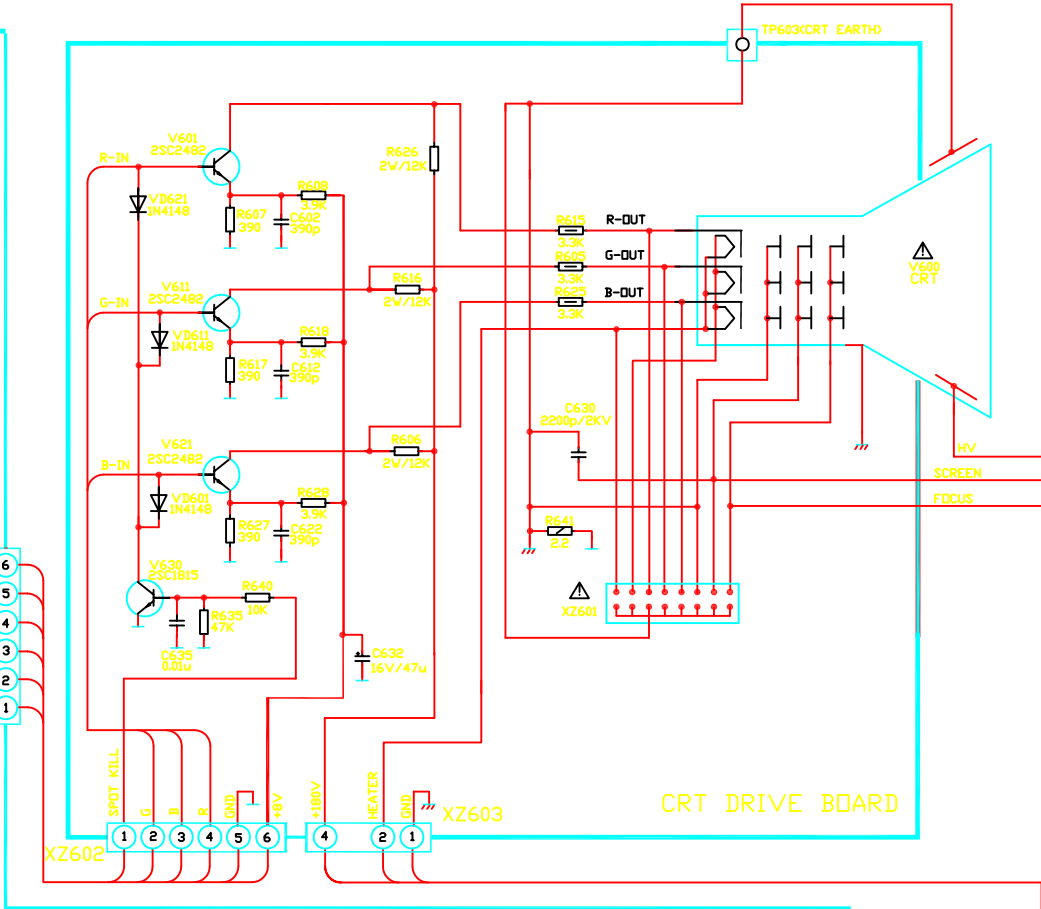 TP603(CRT EARTH)
V601
2SC2482
R-IN
R626
2W/12K
R608
3.9K
VD621
1N4148
R607
390
C602
390p
R615
3.3K
R-OUT
R605
3.3K
G-OUT
R625
3.3K
B-OUT
V600
CRT
V611
2SC2482
G-IN
R616
2W/12K
VD611
1N4148
R618
3.9K
R617
390
C612
390p
C630
2200p/2KV
V621
2SC2482
B-IN
R606
2W/12K
HV
SCREEN
FOCUS
VD601
1N4148
R628
3.9K
R627
390
C622
390p
R641
2.2
V630
2SC1815
R640
10K
R635
47K
C635
0.01u
XZ601
C632
16V/47u
6
5
4
3
2
1
SPOT KILL
G
B
R
GND
+8V
+180V
HEATER
GND
CRT DRIVE BOARD
XZ603
XZ602
1 2 3 4 5 6
4 2 1